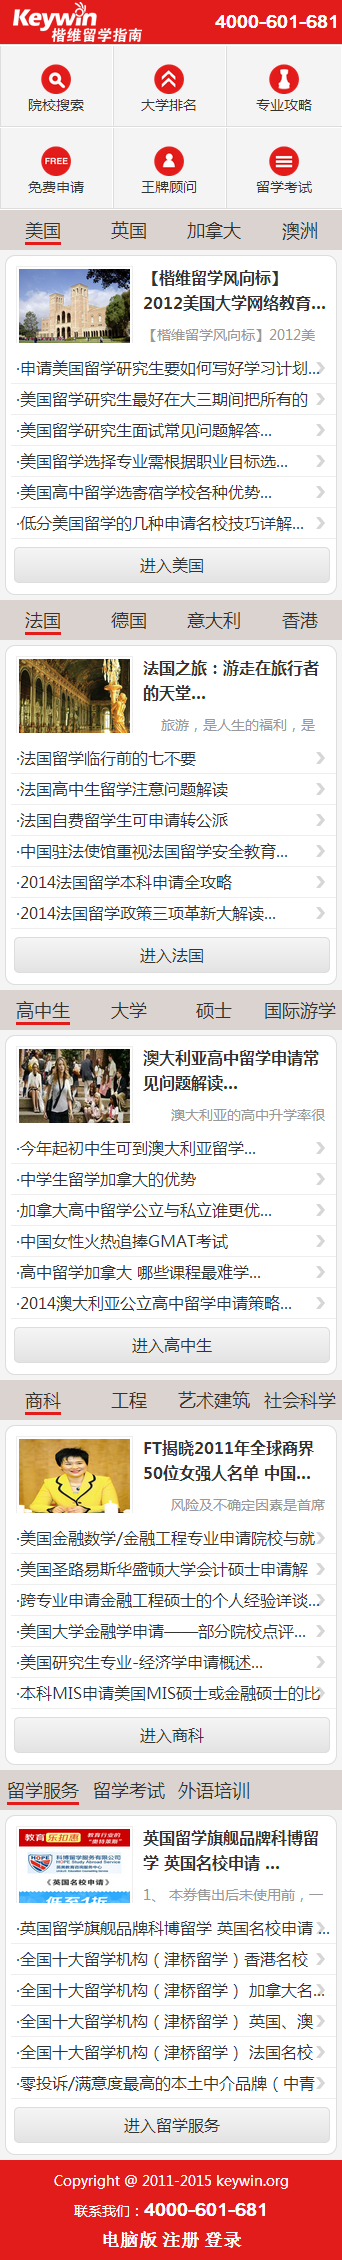 Keywin
楷维留学指南
4000-601-681
院校搜索
大学排名
专业攻略
FREE
免费申请
王牌顾问
留学考试
美国 英国 加拿大 澳洲
【楷维留学风向标】
2012美国大学网络教育...
【楷维留学风向标】2012美
·申请美国留学研究生要如何写好学习计划...
·美国留学研究生最好在大三期间把所有的
·美国留学研究生面试常见问题解答...
·美国留学选择专业需根据职业目标选...
·美国高中留学选寄宿学校各种优势...
·低分美国留学的几种申请名校技巧详解...
进入美国
法国 德国 意大利 香港
法国之旅：游走在旅行者
的天堂...
旅游，是人生的福利，是
·法国留学临行前的七不要
·法国高中生留学注意问题解读
·法国自费留学生可申请转公派
·中国驻法使馆重视法国留学安全教育...
·2014法国留学本科申请全攻略
·2014法国留学政策三项革新大解读...
进入法国
高中生 大学 硕士 国际游学
澳大利亚高中留学申请常
见问题解读...
澳大利亚的高中升学率很
·今年起初中生可到澳大利亚留学...
·中学生留学加拿大的优势
·加拿大高中留学公立与私立谁更优...
·中国女性火热追捧GMAT考试
·高中留学加拿大 哪些课程最难学...
·2014澳大利亚公立高中留学申请策略...
进入高中生
商科 工程 艺术建筑 社会科学
FT揭晓2011年全球商界
50位女强人名单 中国...
风险及不确定因素是首席
·美国金融数学/金融工程专业申请院校与就
·美国圣路易斯华盛顿大学会计硕士申请解
·跨专业申请金融工程硕士的个人经验详谈...
·美国大学金融学申请——部分院校点评...
·美国研究生专业-经济学申请概述...
·本科MIS申请美国MIS硕士或金融硕士的比
进入商科
留学服务 留学考试 外语培训
教育 乐扣惠 教育行业的
“奥特莱斯”
科博留学服务有限公司
《英国名校申请》
低至1折
英国留学旗舰品牌科博留
学 英国名校申请 ...
1、 本券售出后未使用前，一
·英国留学旗舰品牌科博留学 英国名校申请 ...
·全国十大留学机构（津桥留学）香港名校
·全国十大留学机构（津桥留学） 加拿大名...
·全国十大留学机构（津桥留学） 英国、澳
·全国十大留学机构（津桥留学） 法国名校
·零投诉/满意度最高的本土中介品牌（中青
进入留学服务
Copyright @ 2011-2015 keywin.org
联系我们：4000-601-681
电脑版 注册 登录